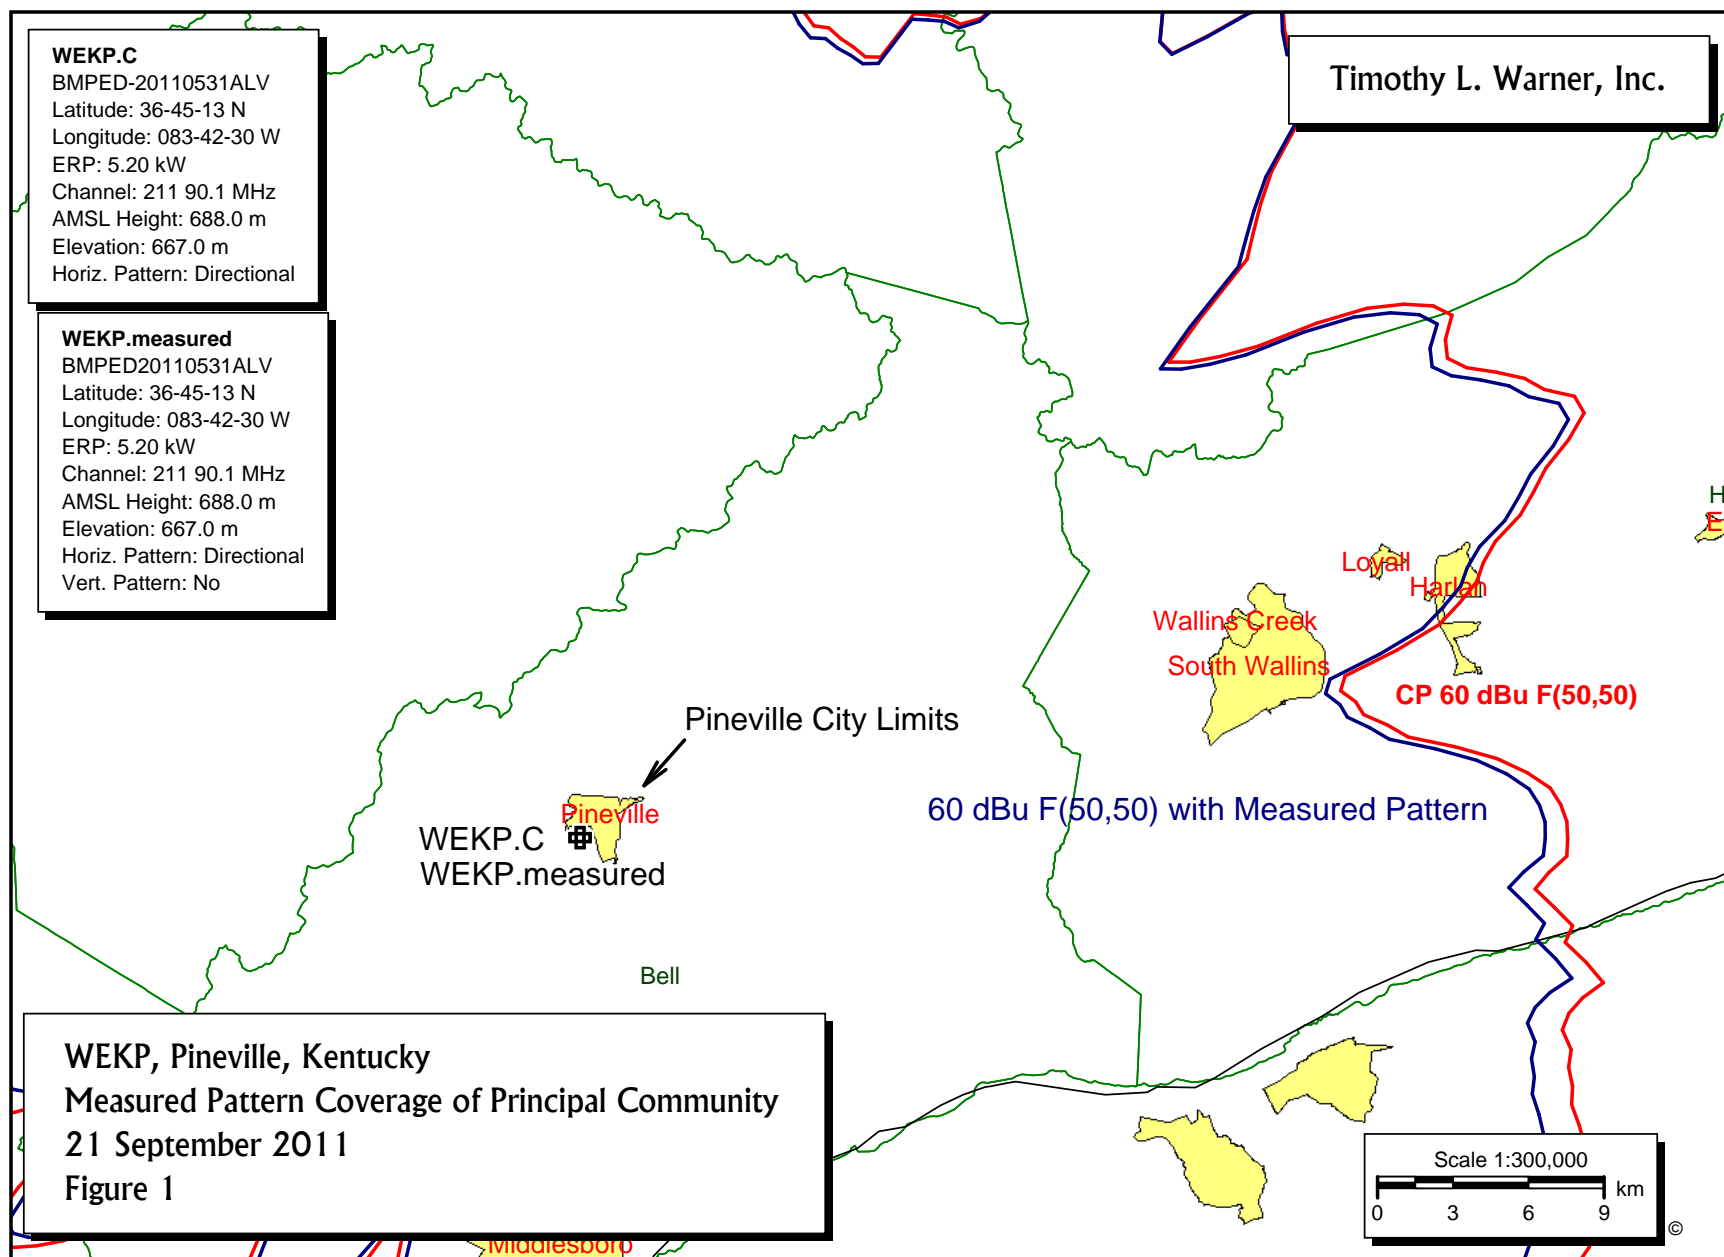 WEKP.C
BMPED-20110531ALV
Latitude: 36-45-13 N
Longitude: 083-42-30 W
ERP: 5.20 kW
Channel: 211 90.1 MHz
AMSL Height: 688.0 m
Elevation: 667.0 m
Horiz. Pattern: Directional
WEKP.measured
BMPED20110531ALV
Latitude: 36-45-13 N
Longitude: 083-42-30 W
ERP: 5.20 kW
Channel: 211 90.1 MHz
AMSL Height: 688.0 m
Elevation: 667.0 m
Horiz. Pattern: Directional
Vert. Pattern: No
Timothy L. Warner, Inc.
H
E
Loyall
Harlan
Wallins Creek
South Wallins
CP 60 dBu F(50,50)
Pineville City Limits
60 dBu F(50,50) with Measured Pattern
Pineville
WEKP.C
WEKP.measured
Bell
WEKP, Pineville, Kentucky
Measured Pattern Coverage of Principal Community
21 September 2011
Figure 1
Middlesboro
Scale 1:300,000
km
0 3 6 9
©